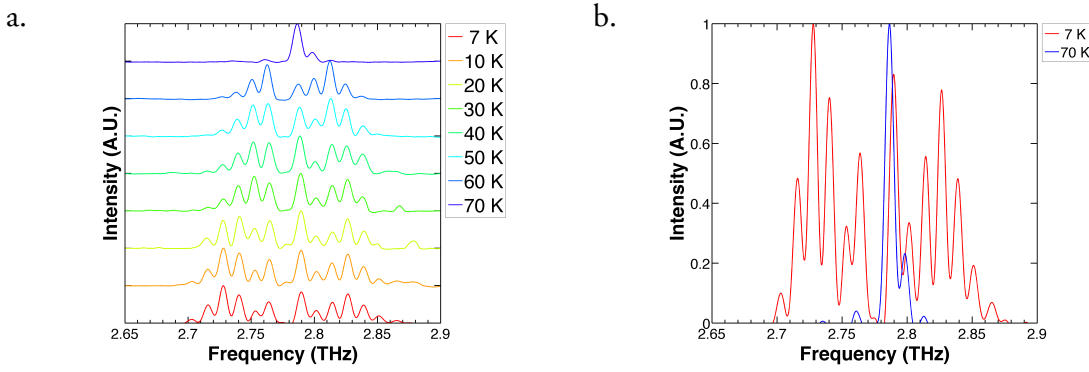 a.
Intensity (A.U.)
2.65 2.7 2.75 2.8 2.85 2.9
Frequency (THz)
7 K
10 K
20 K
30 K
40 K
50 K
60 K
70 K
b.
Intensity (A.U.)
1
0.8
0.6
0.4
0.2
0
2.65 2.7 2.75 2.8 2.85 2.9
Frequency (THz)
7 K
70 K